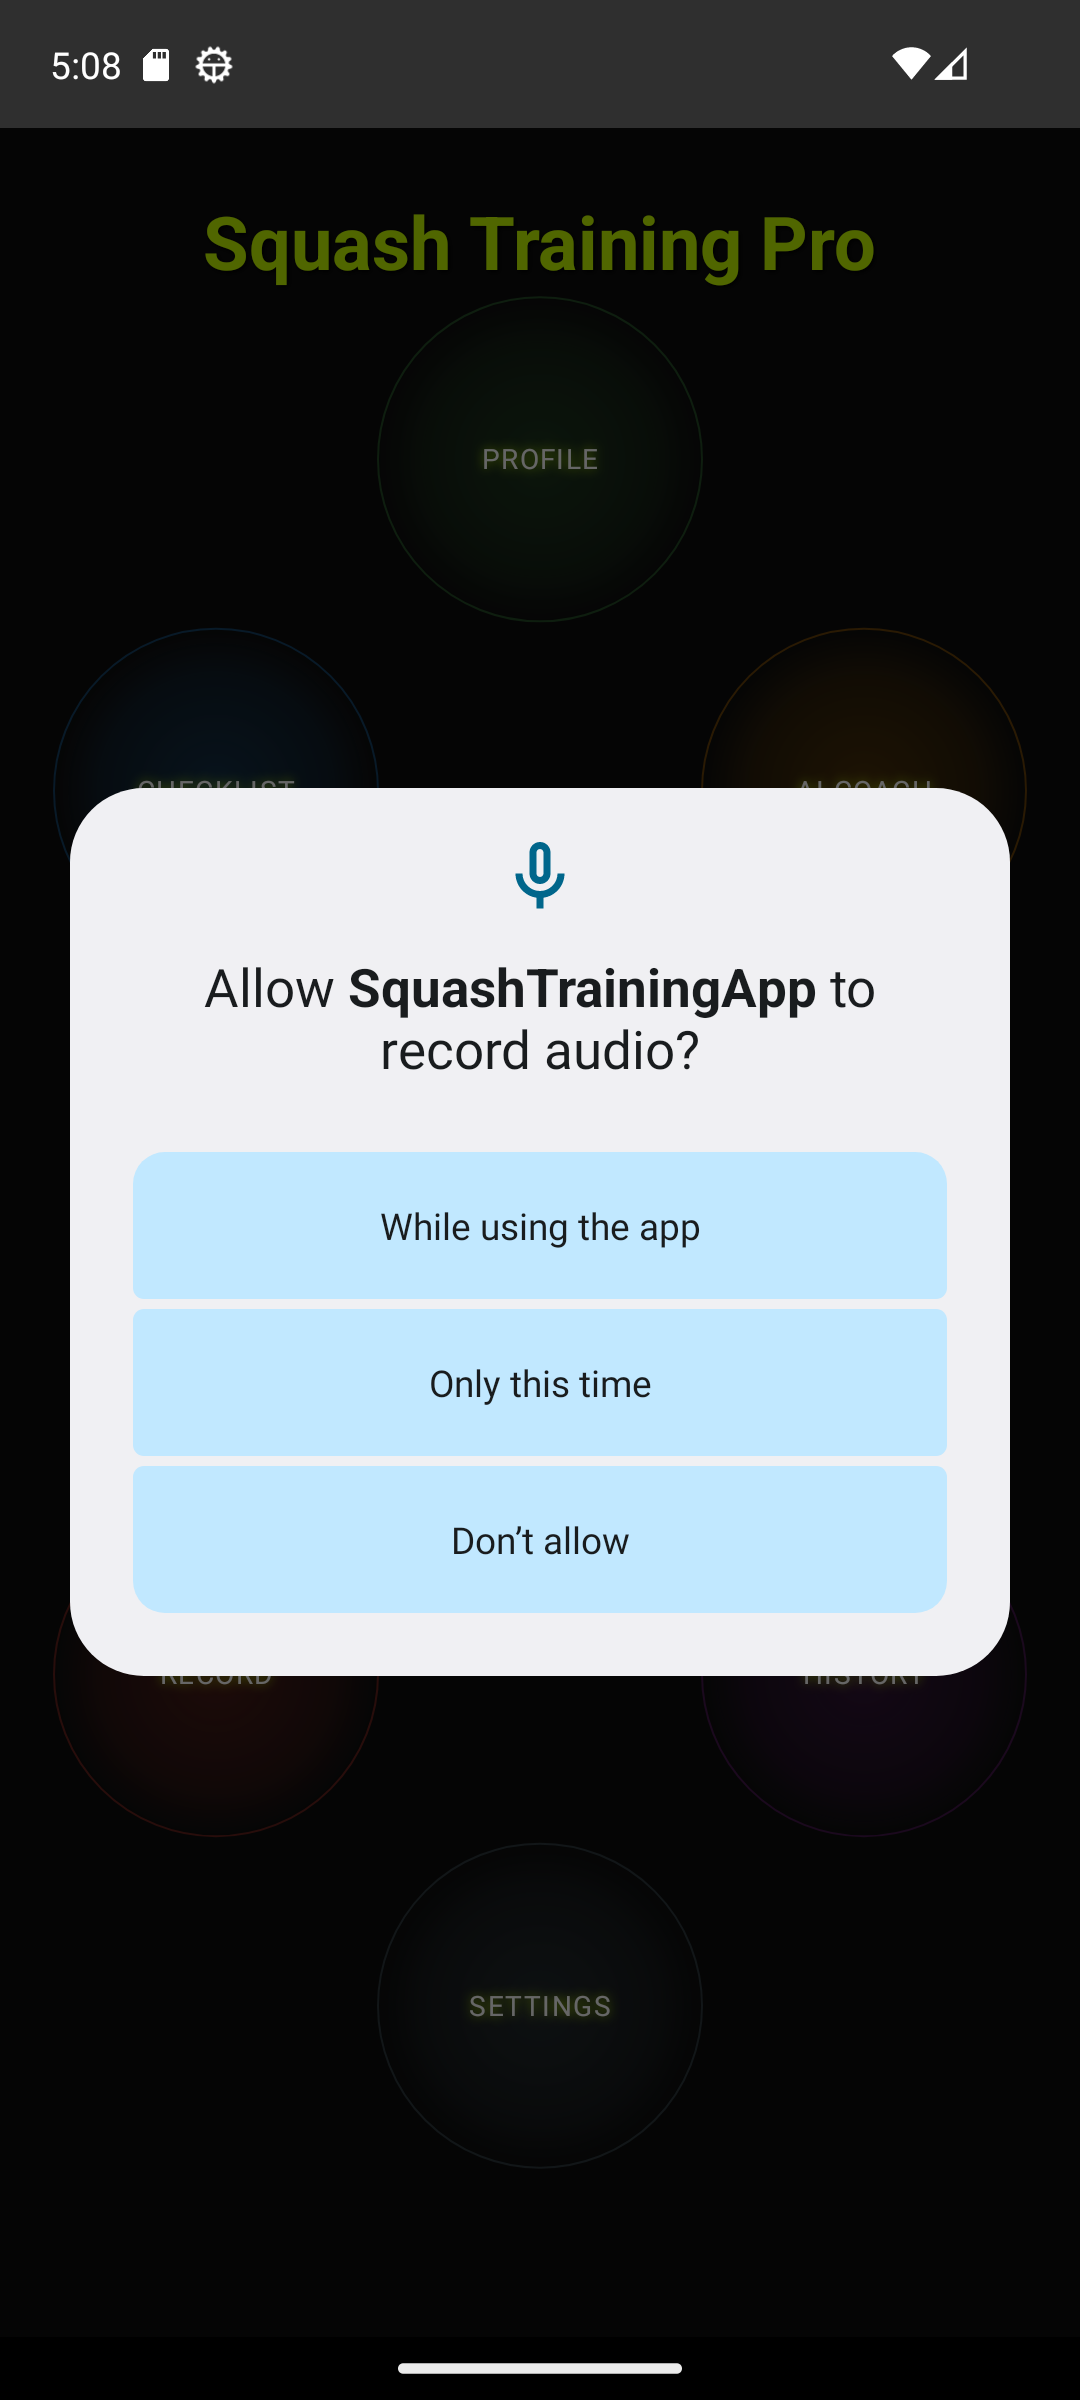 5:08
Squash Training Pro
PROFILE
CHECKLIST
AI COACH
Allow SquashTrainingApp to
record audio?
While using the app
Only this time
Don’t allow
RECORD
HISTORY
SETTINGS